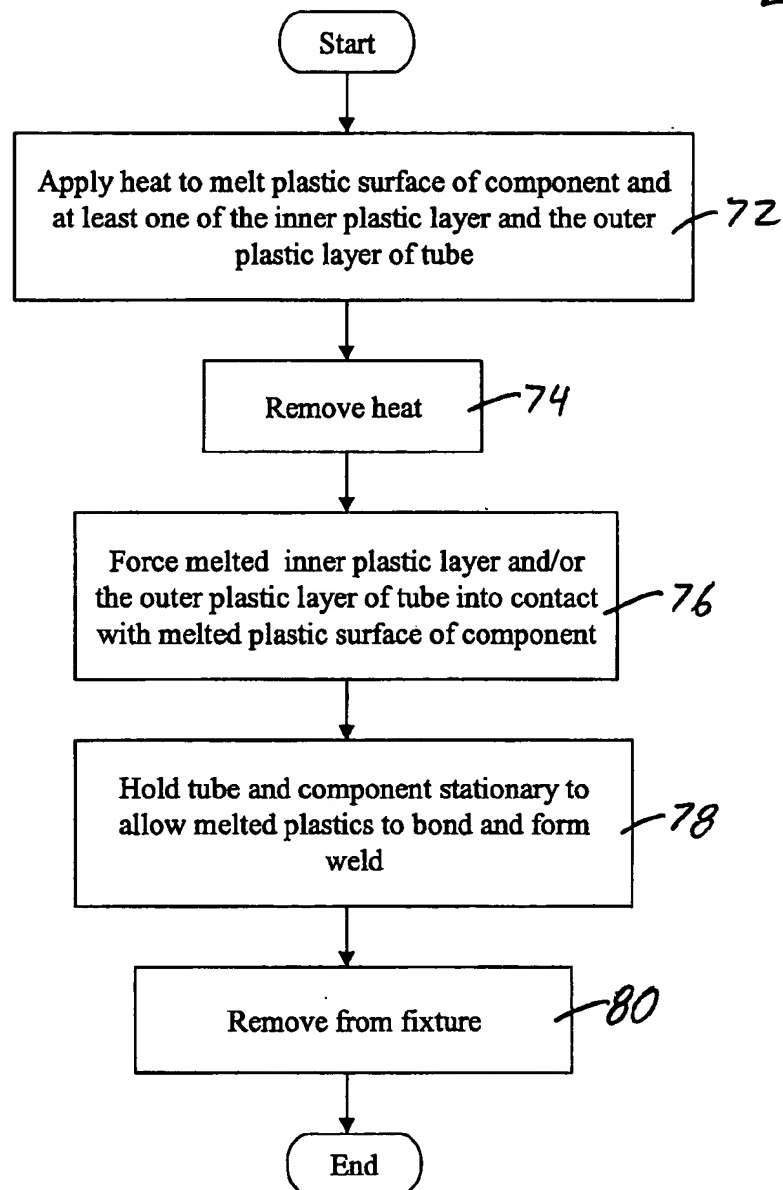 Start
Apply heat to melt plastic surface of component and
at least one of the inner plastic layer and the outer
plastic layer of tube
72
Remove heat
74
Force melted inner plastic layer and/or
the outer plastic layer of tube into contact
with melted plastic surface of component
76
Hold tube and component stationary to
allow melted plastics to bond and form
weld
78
Remove from fixture
80
End